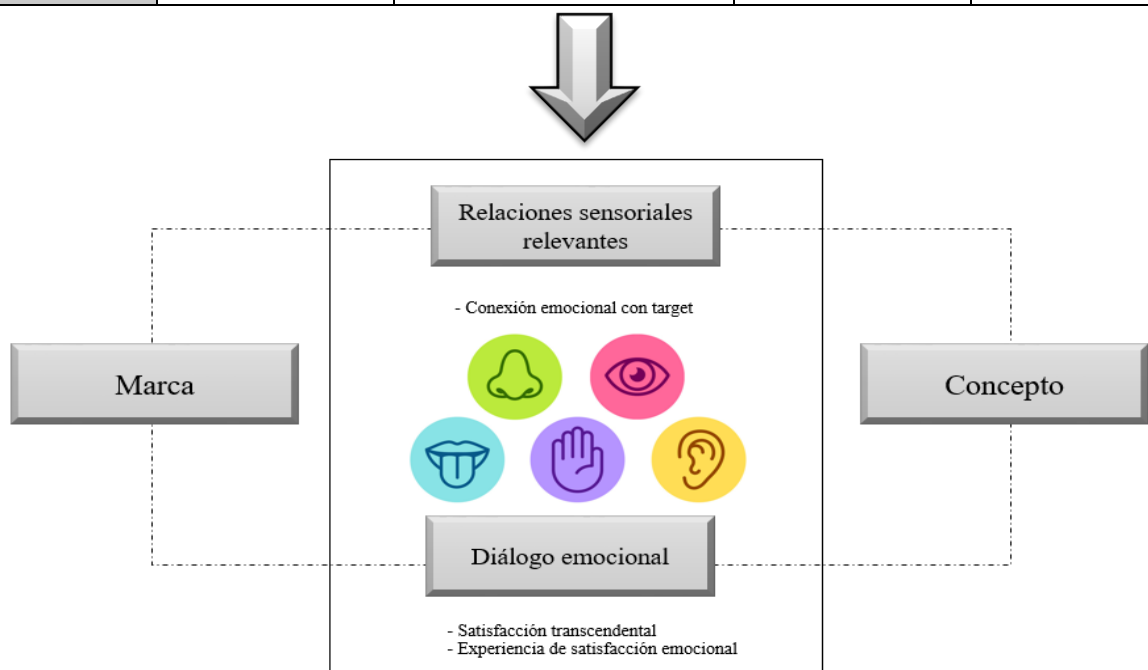 Relaciones sensoriales
relevantes
- Conexión emocional con target
Marca
Concepto
Diálogo emocional
- Satisfacción transcendental
- Experiencia de satisfacción emocional